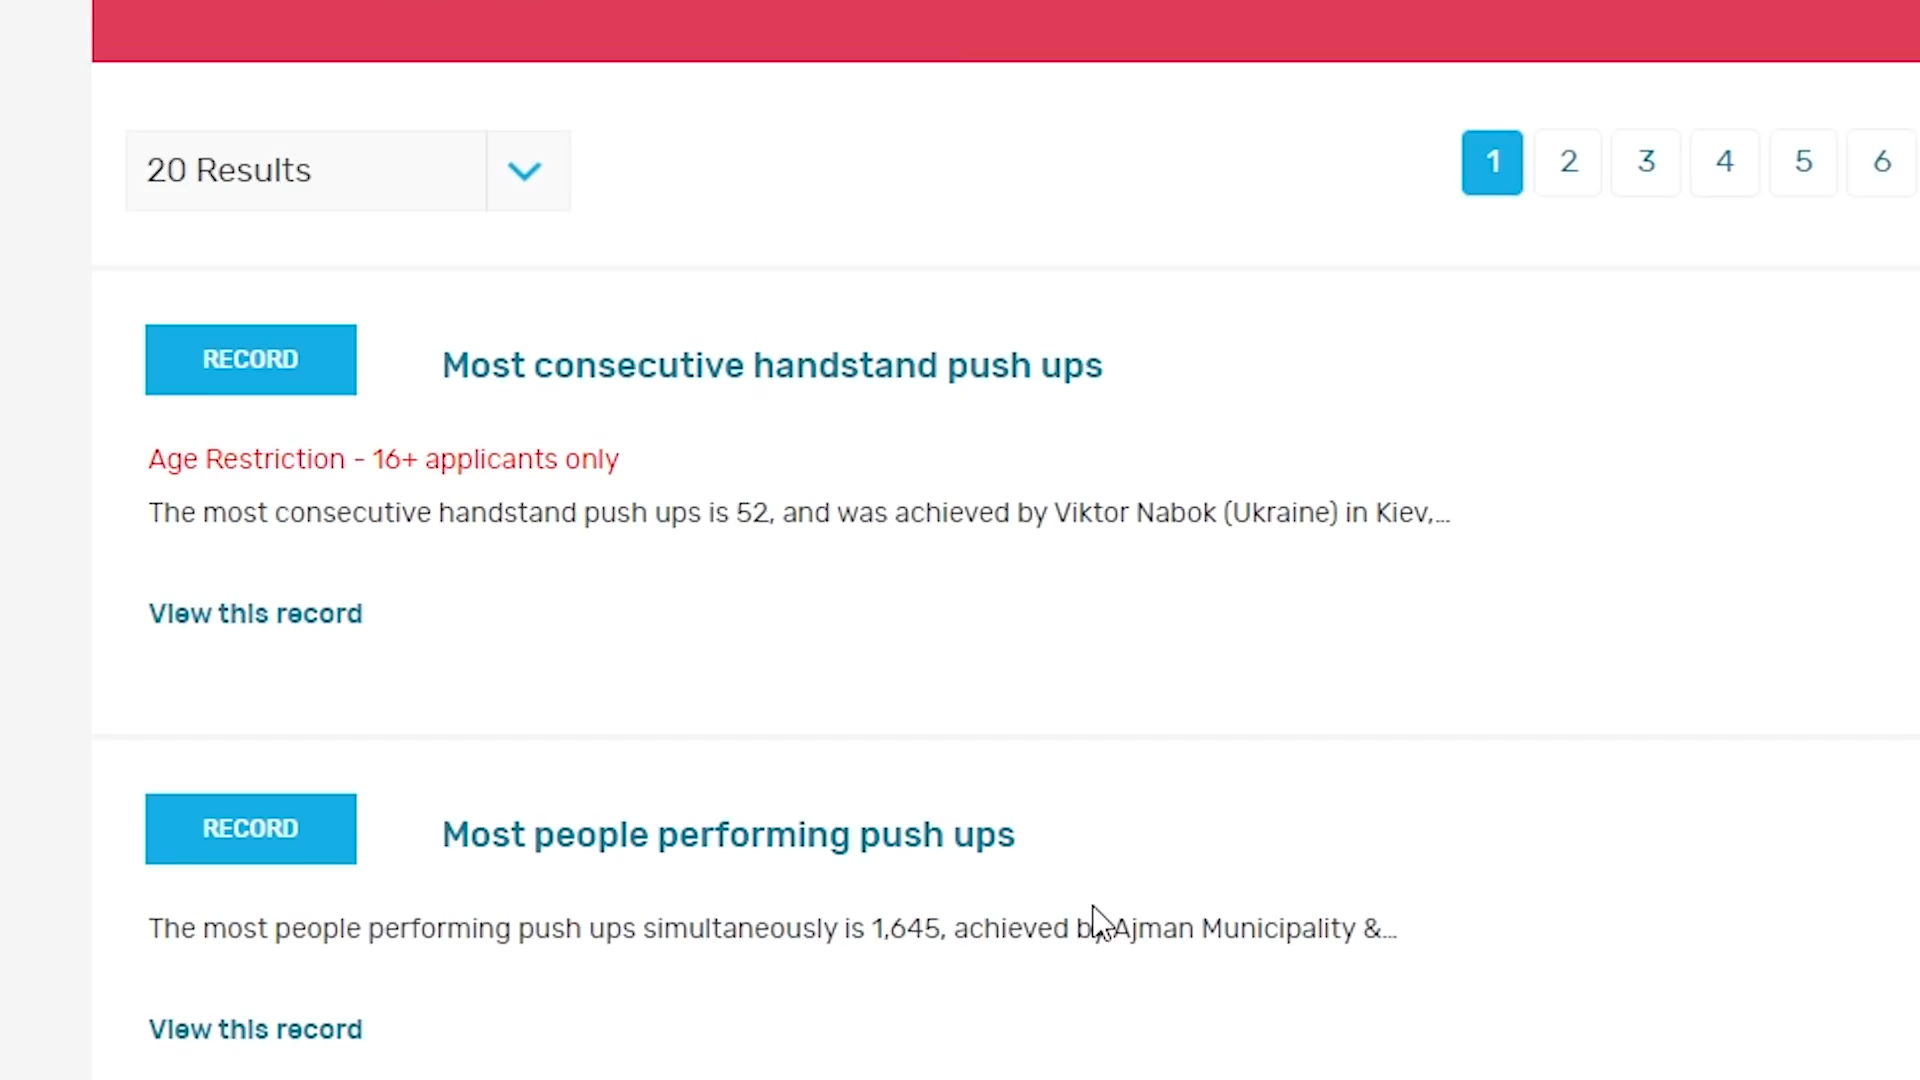 20 Results
1 2 3 4 5 6
RECORD
Most consecutive handstand push ups
Age Restriction - 16+ applicants only
The most consecutive handstand push ups is 52, and was achieved by Viktor Nabok (Ukraine) in Kiev,...
View this record
RECORD
Most people performing push ups
The most people performing push ups simultaneously is 1,645, achieved by Ajman Municipality &...
View this record